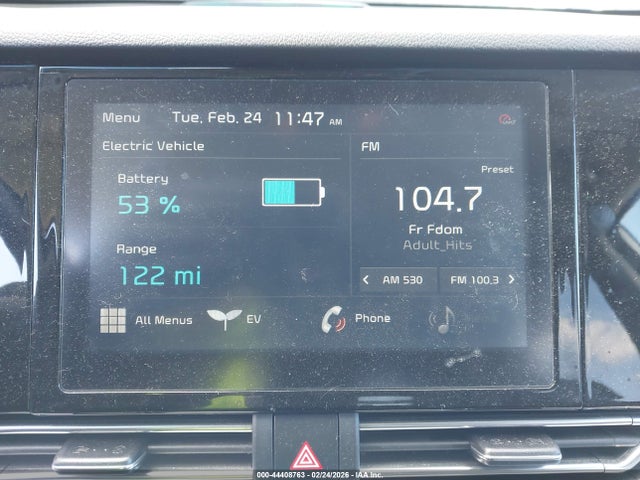 Menu Tue, Feb. 24 11:47 AM
Electric Vehicle
Battery
53 %
Range
122 mi
FM
Preset
104.7
Fr Fdom
Adult_Hits
< AM 530 FM 100.3 >
All Menus EV Phone
000-44408763 - 02/24/2026 - IAA Inc.